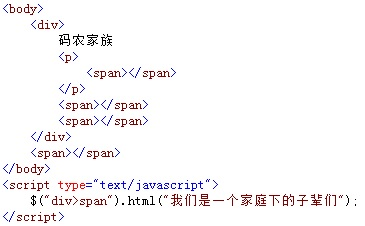 <body>
<div>
码农家族
<p>
<span></span>
</p>
<span></span>
<span></span>
</div>
<span></span>
</body>
<script type="text/javascript">
$("div>span").html("我们是一个家庭下的子辈们");
</script>